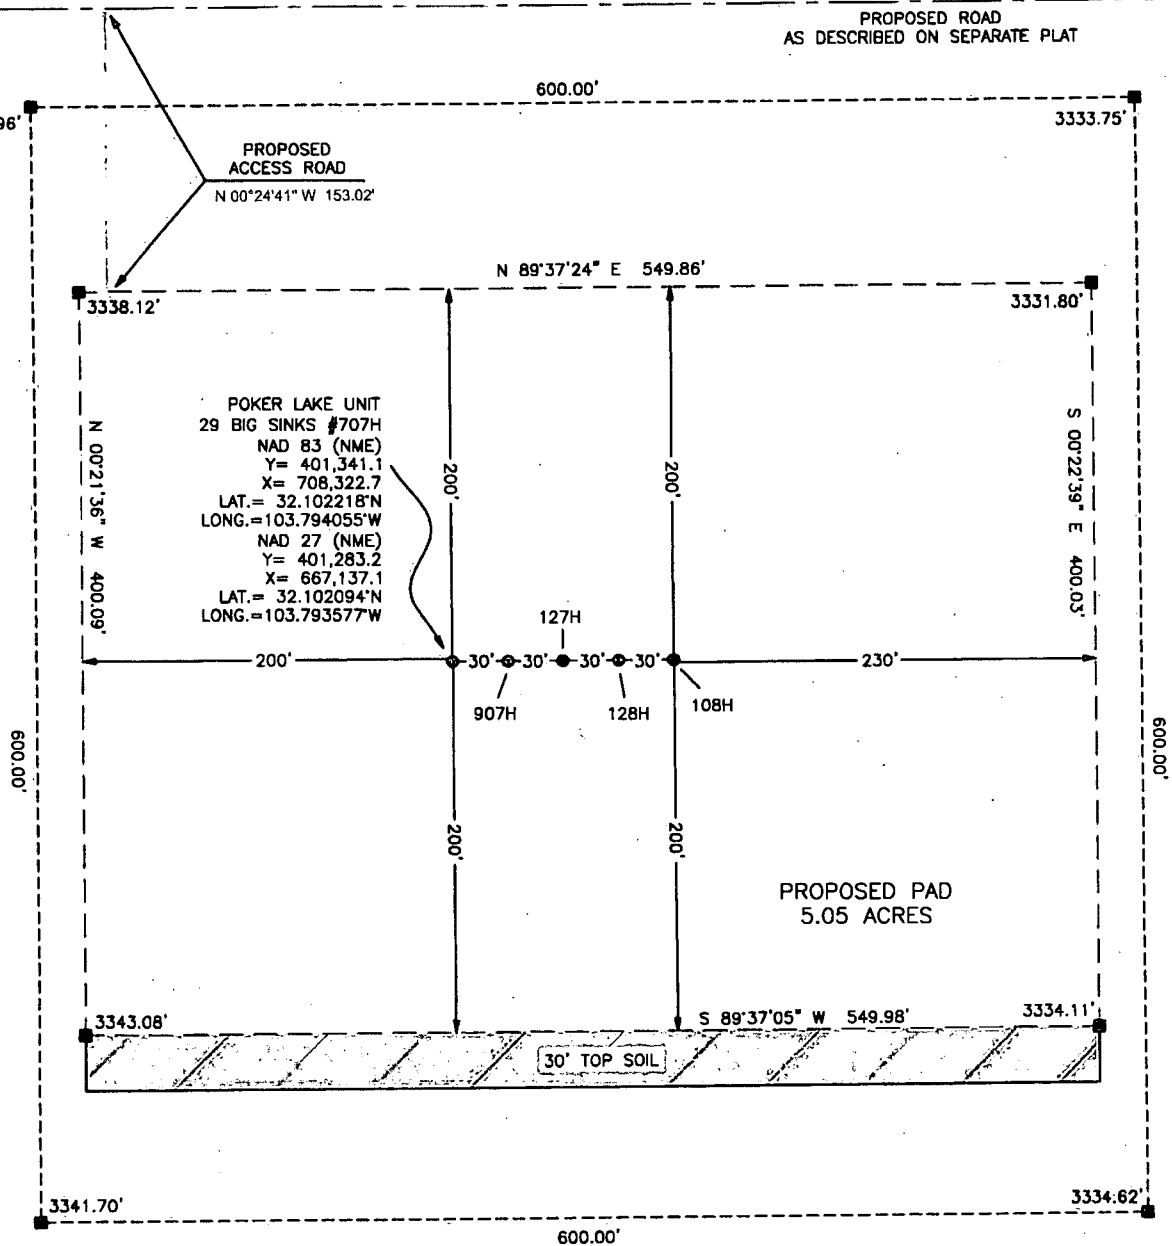 PROPOSED ROAD
AS DESCRIBED ON SEPARATE PLAT
600.00'
96'
3333.75'
PROPOSED
ACCESS ROAD
N 00°24'41" W 153.02'
N 89°37'24" E 549.86'
3338.12'
3331.80'
N 00°21'36" W 400.09'
S 00°22'39" E 400.03'
POKER LAKE UNIT
29 BIG SINKS #707H
NAD 83 (NME)
Y= 401,341.1
X= 708,322.7
LAT.= 32.102218°N
LONG.=103.794055°W
NAD 27 (NME)
Y= 401,283.2
X= 667,137.1
LAT.= 32.102094°N
LONG.=103.793577°W
200'
200'
127H
200'
30'
30'
30'
30'
230'
907H
128H
108H
600.00'
600.00'
200'
200'
PROPOSED PAD
5.05 ACRES
3343.08'
S 89°37'05" W 549.98'
3334.11'
30' TOP SOIL
3341.70'
3334.62'
600.00'